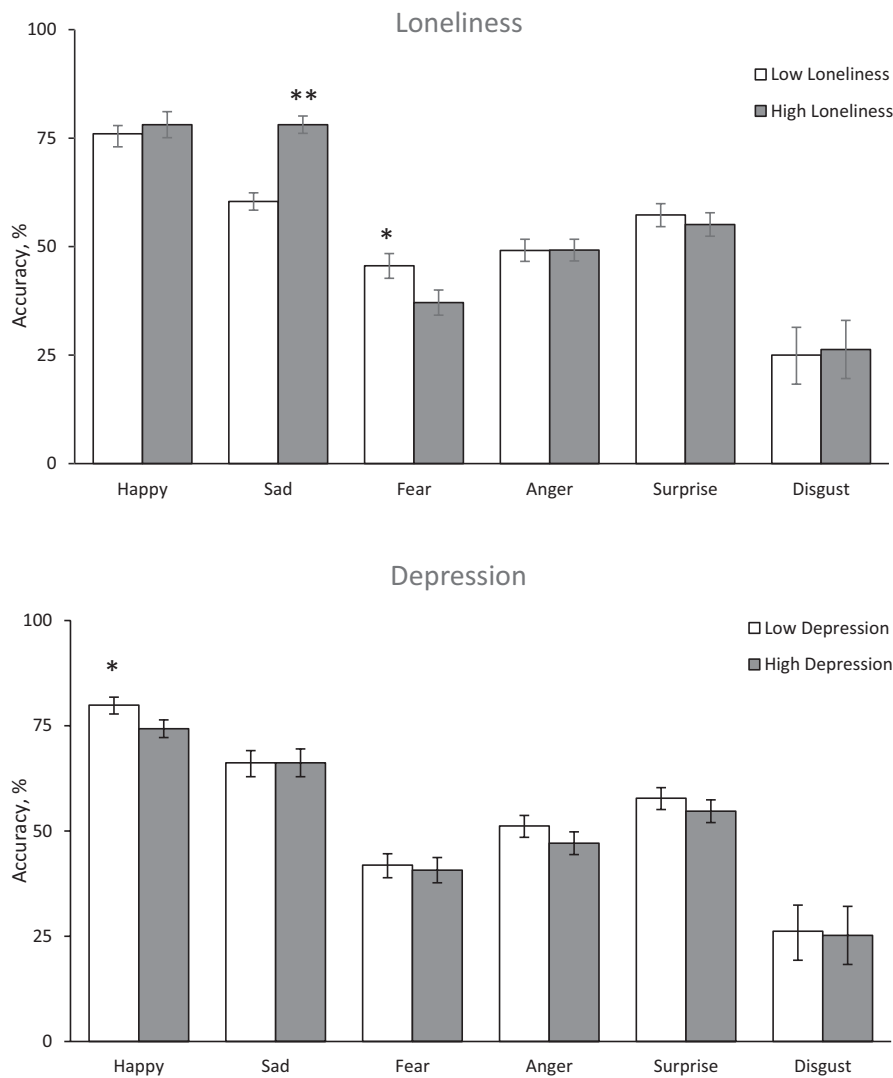 Loneliness
100
75
50
25
0
Accuracy, %
Low Loneliness
High Loneliness
**
*
Happy Sad Fear Anger Surprise Disgust
Depression
100
75
50
25
0
Accuracy, %
Low Depression
High Depression
*
Happy Sad Fear Anger Surprise Disgust